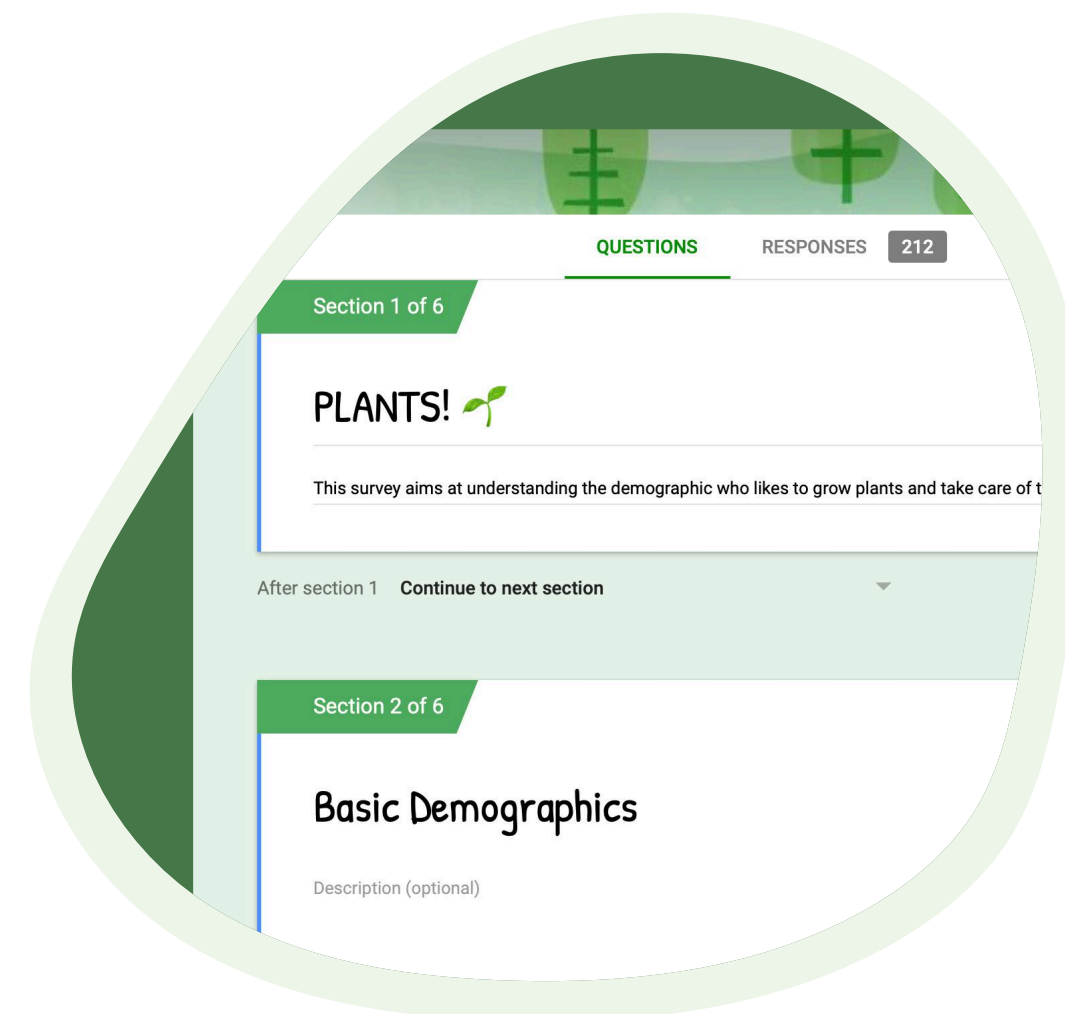 QUESTIONS RESPONSES 212
Section 1 of 6
PLANTS! 🌱
This survey aims at understanding the demographic who likes to grow plants and take care of t
After section 1 Continue to next section
Section 2 of 6
Basic Demographics
Description (optional)